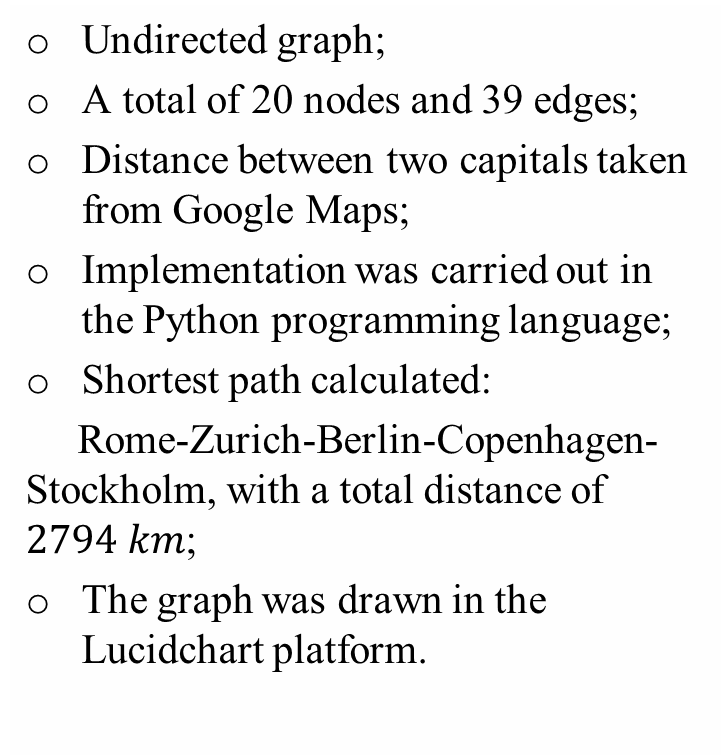 o Undirected graph;
o A total of 20 nodes and 39 edges;
o Distance between two capitals taken
from Google Maps;
o Implementation was carried out in
the Python programming language;
o Shortest path calculated:
Rome-Zurich-Berlin-Copenhagen-
Stockholm, with a total distance of
2794 km;
o The graph was drawn in the
Lucidchart platform.